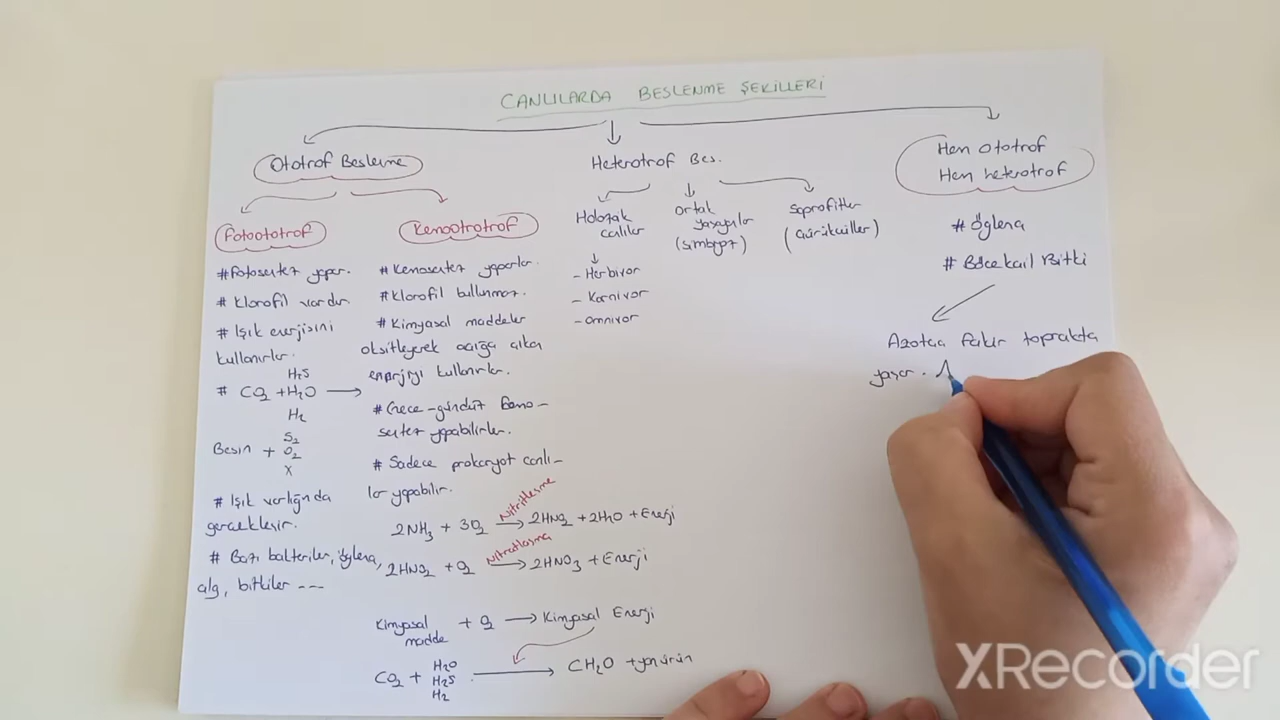 CANLILARDA BESLENME ŞEKİLLERİ
Ototrof Beslenme
Fotoototrof
#Fotosentez yapar.
# Klorofil vardır
# Işık enerjisini
kullanırlar.
H₂S
# CO₂ + H₂O →
H₂
Besin + S₂
O₂
X
# Işık varlığında
gerçekleşir.
# Bazı bakteriler, öglena,
alg, bitkiler ---
Kemoototrof
# Kemosentez yaparlar.
#Klorofil bulunmaz.
#Kimyasal maddeler
oksitleyerek açığa çıkan
enerjiyi kullanırlar.
#Gece-gündüz kemo-
sentez yapabilirler.
# Sadece prokaryot canlı-
lar yapabilir.
Nitritleşme
2NH₃ + 3O₂ → 2HNO₂ + 2H₂O + Enerji
Nitratlaşma
2HNO₂ + O₂ → 2HNO₃ + Enerji
Kimyasal madde + O₂ → Kimyasal Enerji
CO₂ + H₂O
H₂S
H₂
→ CH₂O + yan ürün
Heterotrof Bes.
Holozoik
canlılar
- Herbivor
- Karnivor
- Omnivor
Ortak
yaşayanlar
(simbiyoz)
Saprofitler
(Çürükçüller)
Hem ototrof
Hem heterotrof
# Öglena
# Böcekçil Bitki
Azotça fakir toprakta
yaşar.
XRecorder